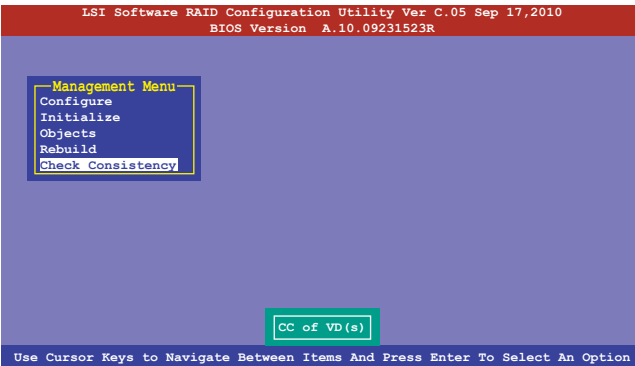 LSI Software RAID Configuration Utility Ver C.05 Sep 17,2010
BIOS Version A.10.09231523R
Management Menu
Configure
Initialize
Objects
Rebuild
Check Consistency
CC of VD(s)
Use Cursor Keys to Navigate Between Items And Press Enter To Select An Option